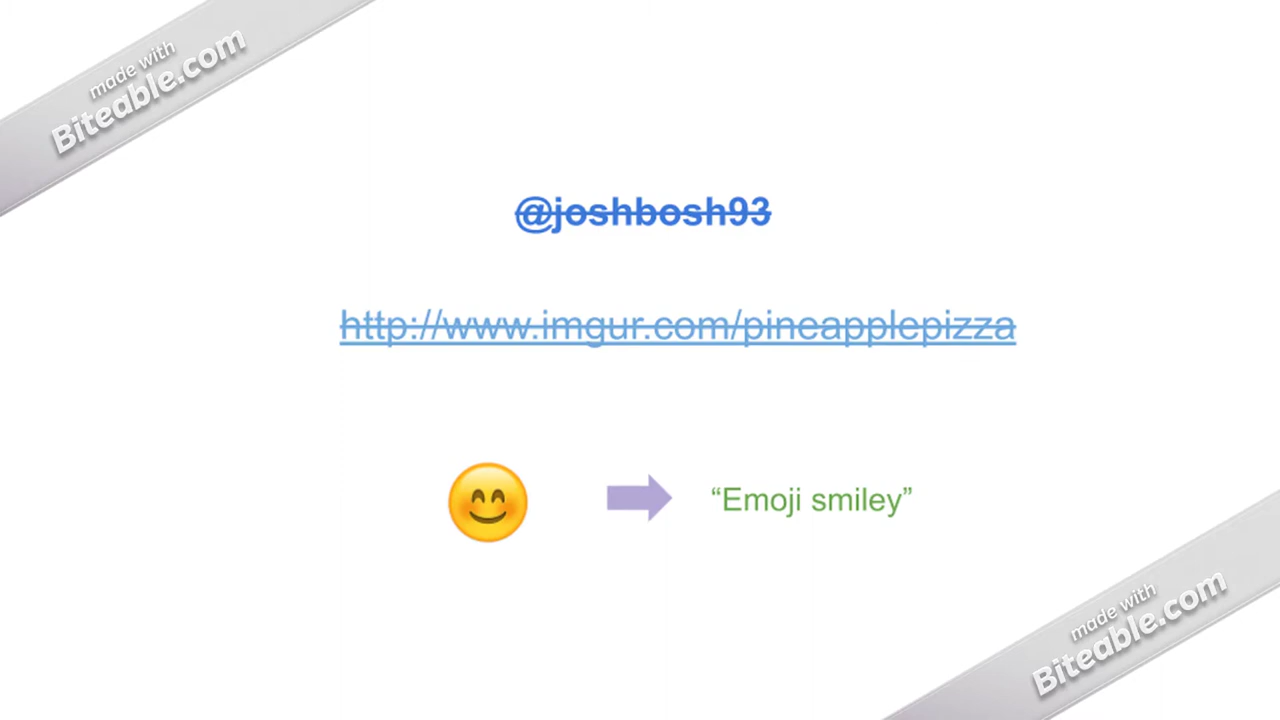 made with
Biteable.com
@joshbosh93
http://www.imgur.com/pineapplepizza
“Emoji smiley”
made with
Biteable.com